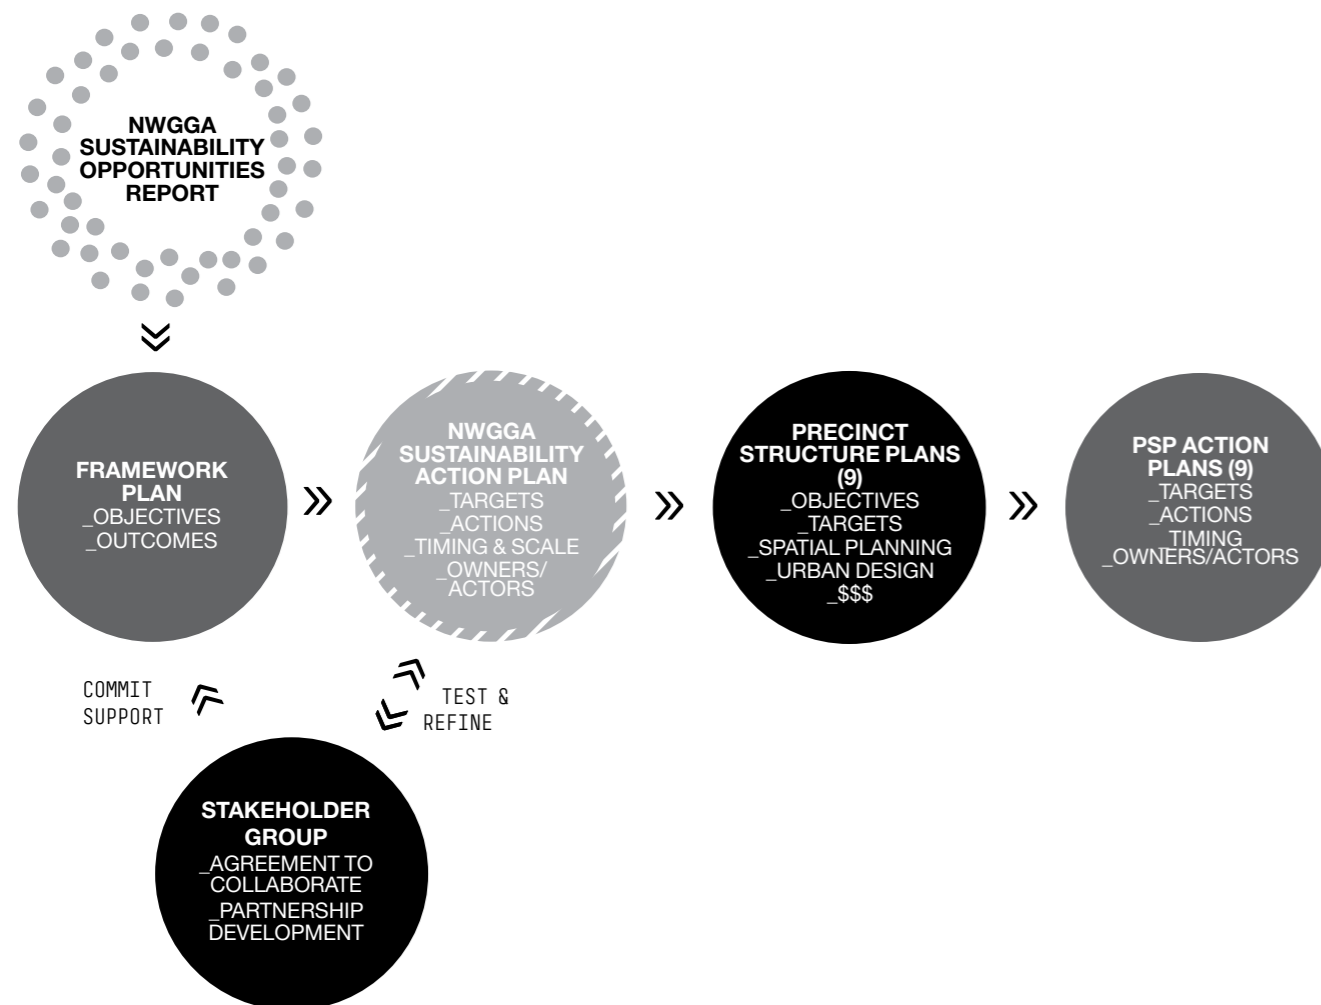 NWGGA
SUSTAINABILITY
OPPORTUNITIES
REPORT
FRAMEWORK
PLAN
_OBJECTIVES
_OUTCOMES
NWGGA
SUSTAINABILITY
ACTION PLAN
_TARGETS
_ACTIONS
_TIMING & SCALE
_OWNERS/
ACTORS
PRECINCT
STRUCTURE PLANS
(9)
_OBJECTIVES
_TARGETS
_SPATIAL PLANNING
_URBAN DESIGN
_$$$
PSP ACTION
PLANS (9)
_TARGETS
_ACTIONS
_TIMING
_OWNERS/ACTORS
COMMIT
SUPPORT
TEST &
REFINE
STAKEHOLDER
GROUP
_AGREEMENT TO
COLLABORATE
_PARTNERSHIP
DEVELOPMENT